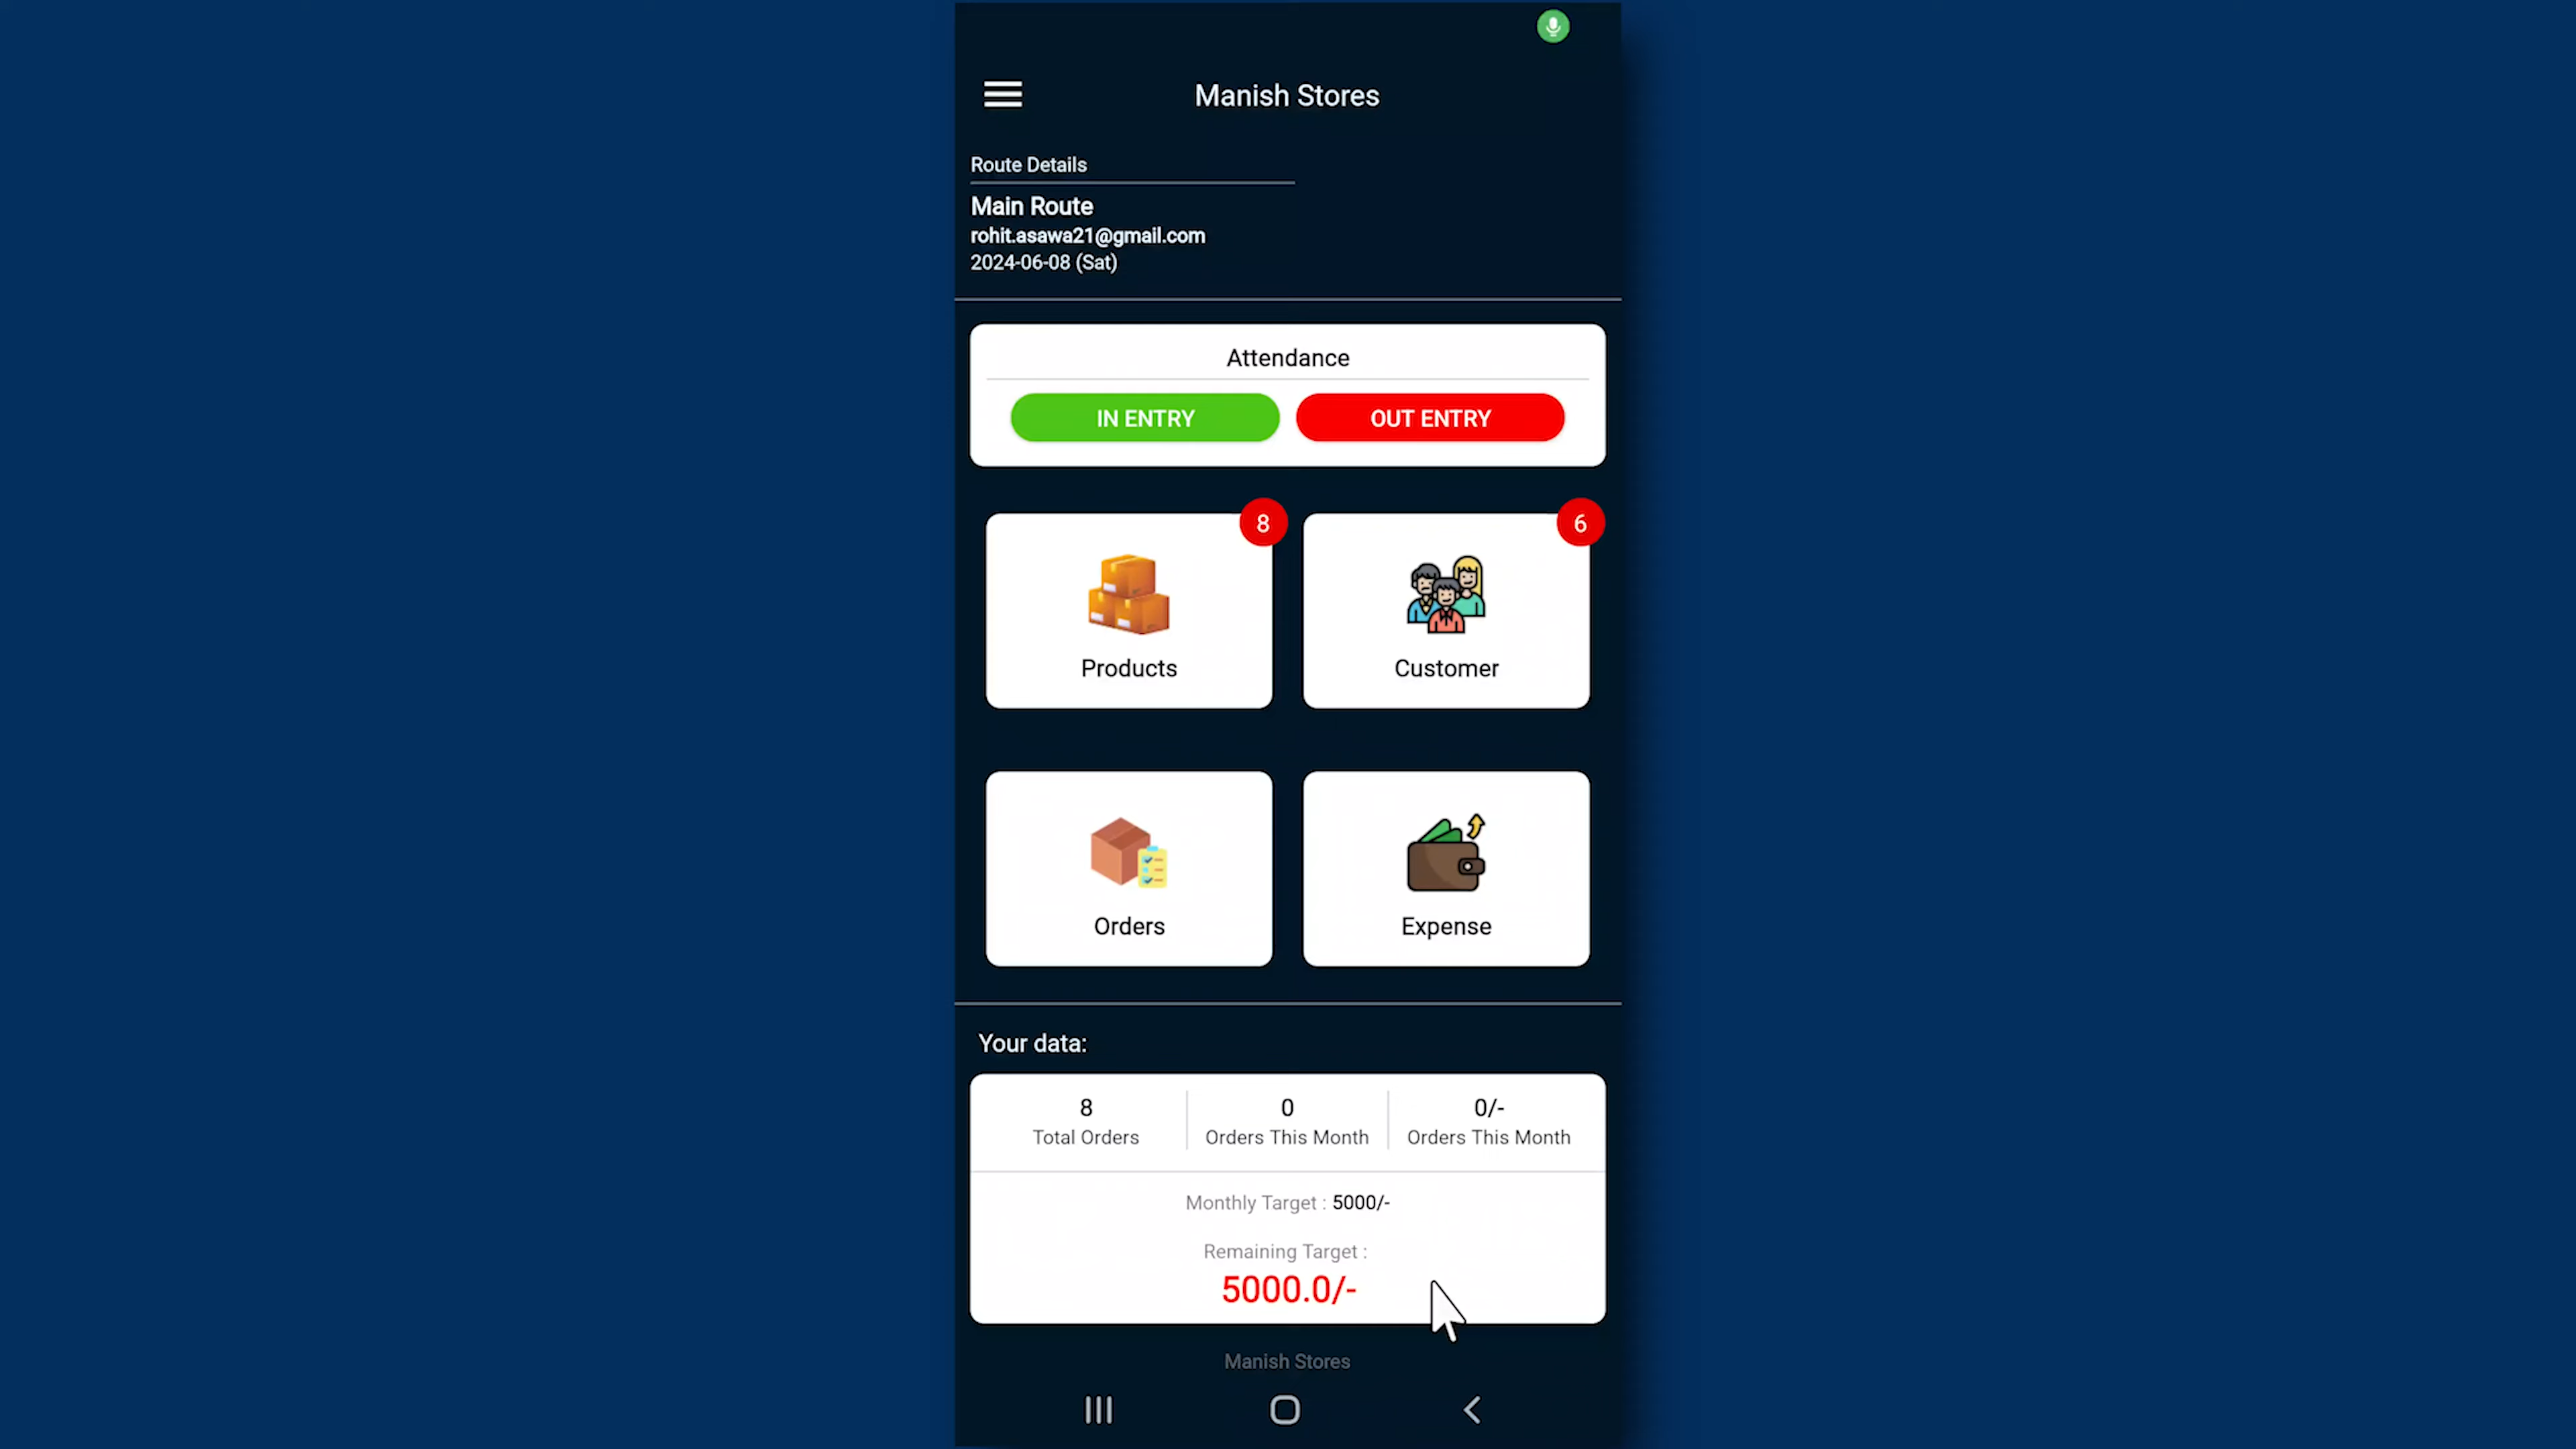 Manish Stores
Route Details
Main Route
rohit.asawa21@gmail.com
2024-06-08 (Sat)
Attendance
IN ENTRY OUT ENTRY
8 6
Products Customer
Orders Expense
Your data:
8 0 0/-
Total Orders Orders This Month Orders This Month
Monthly Target : 5000/-
Remaining Target :
5000.0/-
Manish Stores